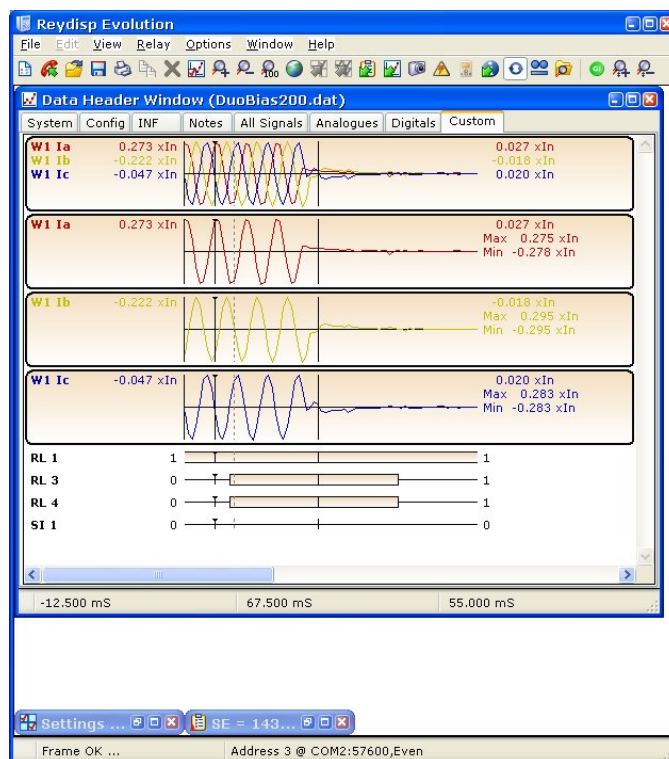 Reydisp Evolution
File Edit View Relay Options Window Help
Data Header Window (DuoBias200.dat)
System Config INF Notes All Signals Analogues Digitals Custom
W1 Ia 0.273 xIn 0.027 xIn
W1 Ib -0.222 xIn -0.018 xIn
W1 Ic -0.047 xIn 0.020 xIn
W1 Ia 0.273 xIn 0.027 xIn
Max 0.275 xIn
Min -0.278 xIn
W1 Ib -0.222 xIn -0.018 xIn
Max 0.295 xIn
Min -0.295 xIn
W1 Ic -0.047 xIn 0.020 xIn
Max 0.283 xIn
Min -0.283 xIn
RL 1 1 1
RL 3 0 1
RL 4 0 1
SI 1 0 0
-12.500 mS 67.500 mS 55.000 mS
Settings ... SE = 143...
Frame OK ... Address 3 @ COM2:57600,Even